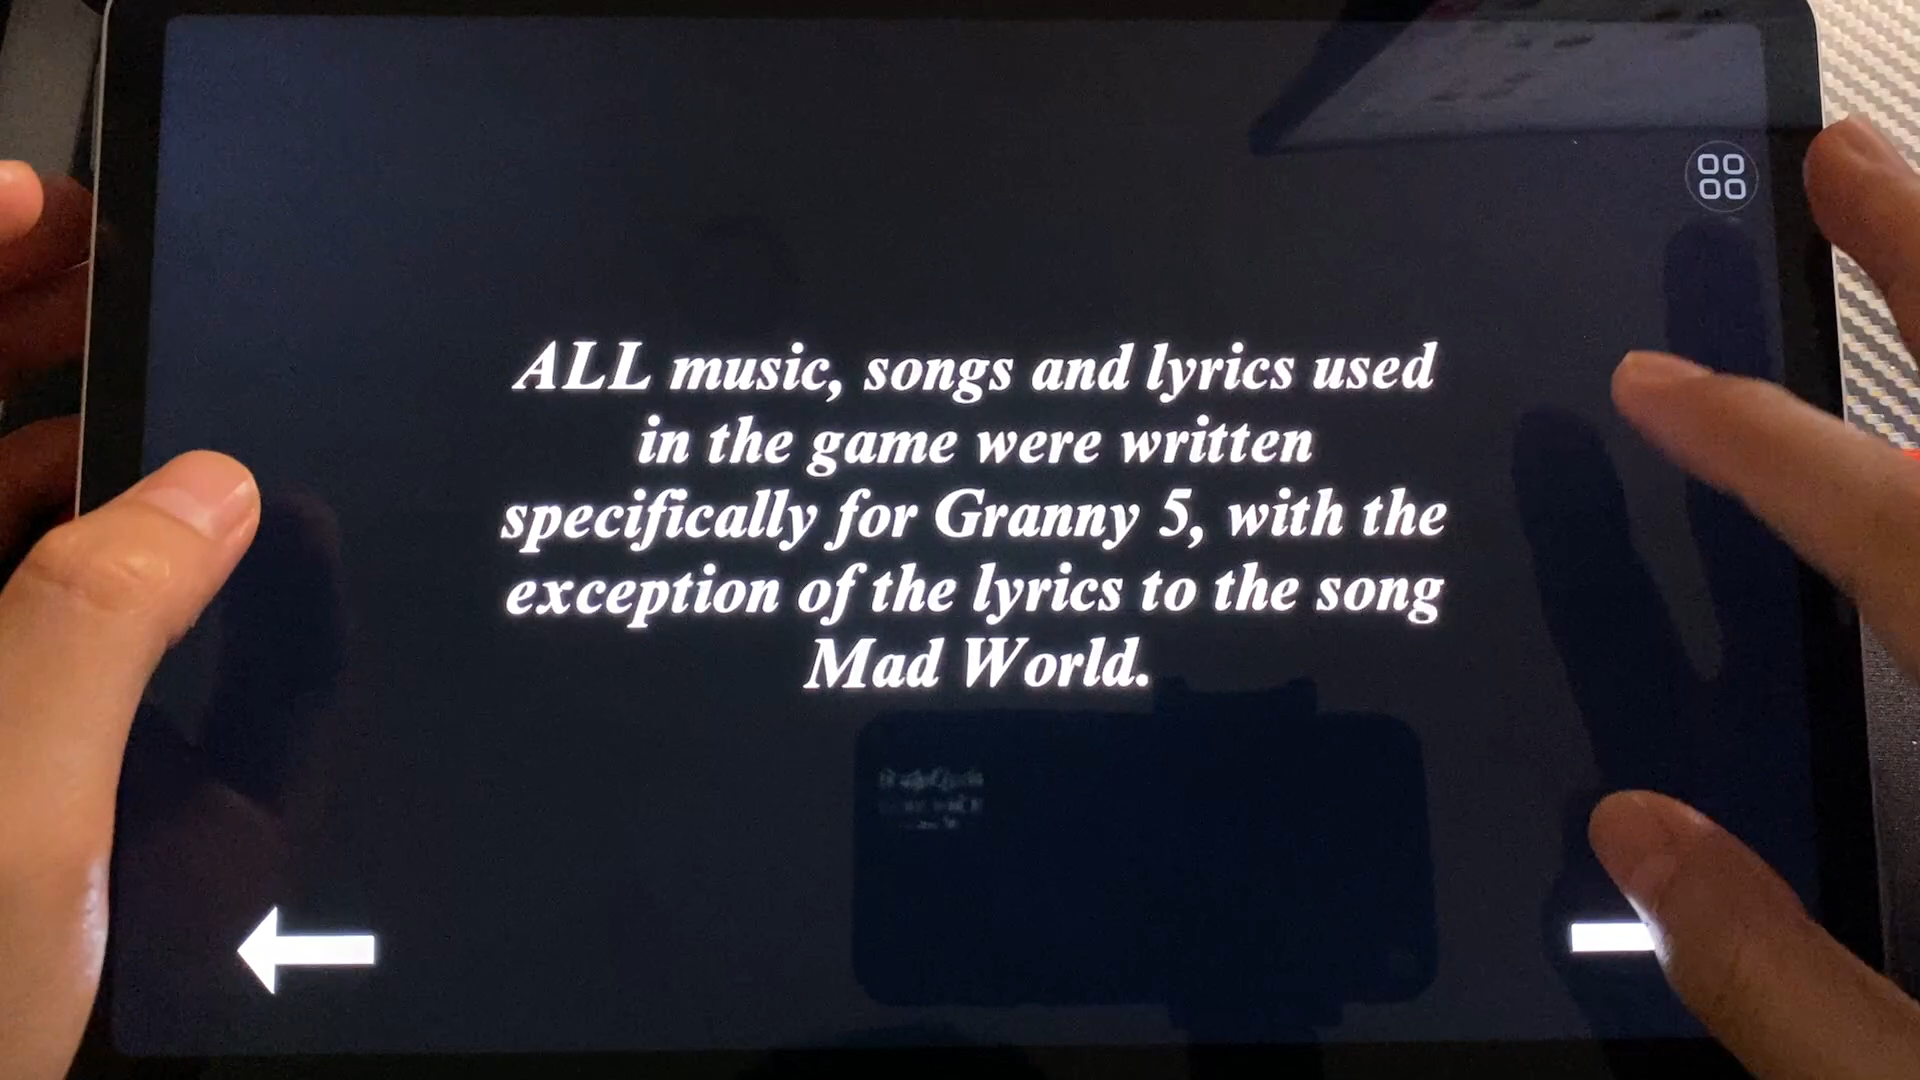 ALL music, songs and lyrics used
in the game were written
specifically for Granny 5, with the
exception of the lyrics to the song
Mad World.